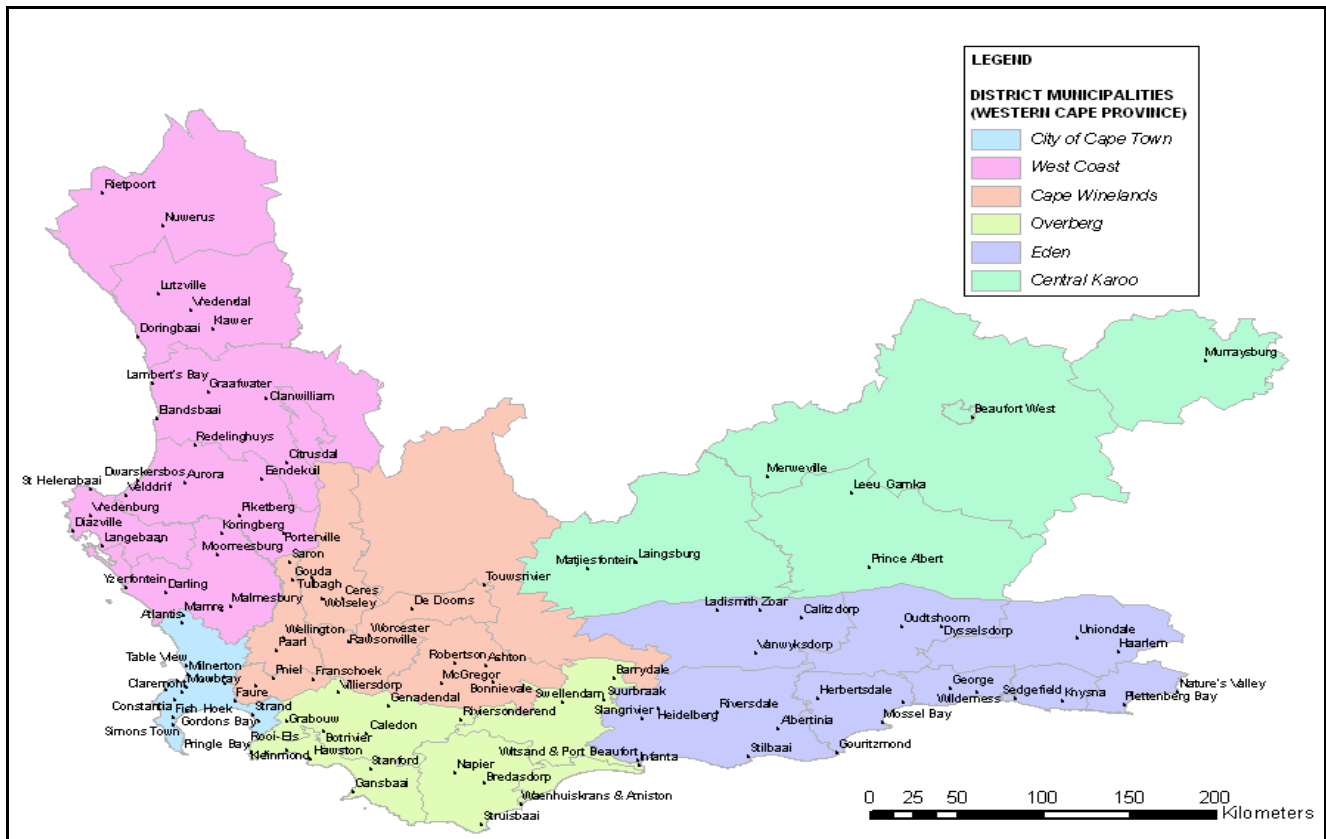 LEGEND
DISTRICT MUNICIPALITIES
(WESTERN CAPE PROVINCE)
City of Cape Town
West Coast
Cape Winelands
Overberg
Eden
Central Karoo
Rietpoort
Nuwerus
Lutzville
Vredendal
Klawer
Doringbaai
Murraysburg
Lambert's Bay
Graafwater
Clanwilliam
Elandsbaai
Beaufort West
Redelinghuys
Citrusdal
Dwarskersbos
Aurora
Eendekuil
Merweville
St Helenabaai
Velddrif
Leeu Gamka
Vredenburg
Piketberg
Diazville
Koringberg
Langebaan
Porterville
Moorreesburg
Saron
Matjiesfontein
Laingsburg
Prince Albert
Gouda
Yzerfontein
Darling
Tulbagh
Ceres
Touwsrivier
Wolseley
Mamre
Malmesbury
De Dooms
Ladismith
Zoar
Calitzdorp
Atlantis
Oudtshoorn
Dysselsdorp
Uniondale
Wellington
Worcester
Paarl
Rawsonville
Vanwyksdorp
Haarlem
Table View
Milnerton
Robertson
Ashton
Pniel
Franschoek
McGregor
Barrydale
Mawbray
Claremont
Faure
Villiersdorp
Bonnievale
George
Nature's Valley
Genadendal
Swellendam
Suurbraak
Herbertsdale
Wilderness
Sedgefield
Knysna
Plettenberg Bay
Constantia
Fish Hoek
Strand
Slangrivier
Heidelberg
Riversdale
Gordons Bay
Grabouw
Caledon
Riviersonderend
Albertinia
Mossel Bay
Simons Town
Rooi-Els
Botrivier
Pringle Bay
Hawston
Witsand & Port Beaufort
Stilbaai
Gouritzmond
Kleinmond
Infanta
Stanford
Napier
Bredasdorp
Gansbaai
Waenhuiskrans & Arniston
Struisbaai
0 25 50 100 150 200
Kilometers